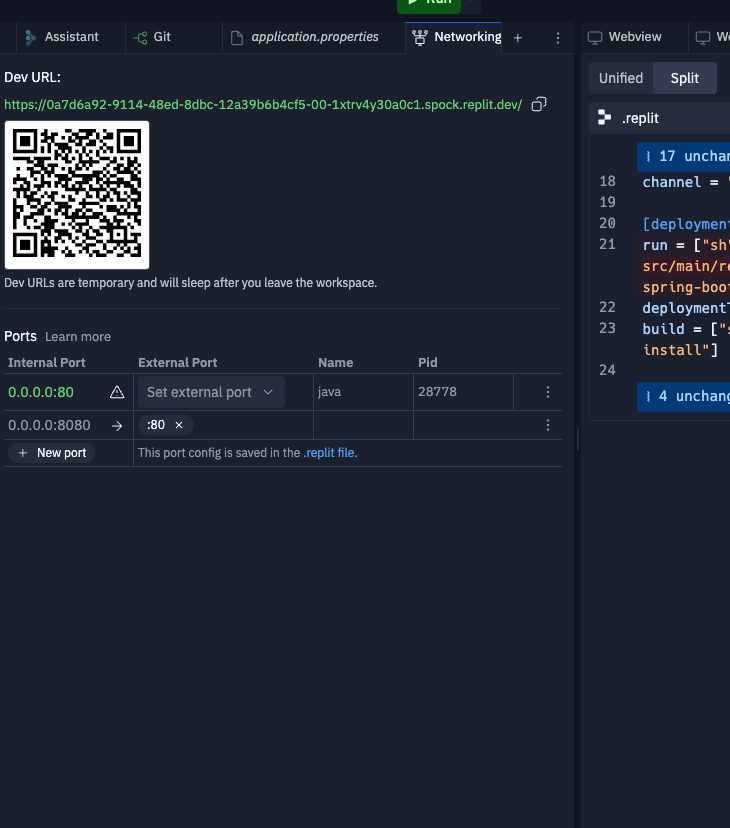 Run
Assistant
Git
application.properties
Networking
Webview
Dev URL:
https://0a7d6a92-9114-48ed-8dbc-12a39b6b4cf5-00-1xtrv4y30a0c1.spock.replit.dev/
Dev URLs are temporary and will sleep after you leave the workspace.
Ports Learn more
Internal Port External Port Name Pid
0.0.0.0:80 Set external port java 28778
0.0.0.0:8080 → :80 ×
+ New port This port config is saved in the .replit file.
Unified Split
.replit
17 unchan
18 channel = "
19
20 [deployment
21 run = ["sh"
src/main/re
spring-boot
22 deploymentT
23 build = ["s
install"]
24
4 unchang